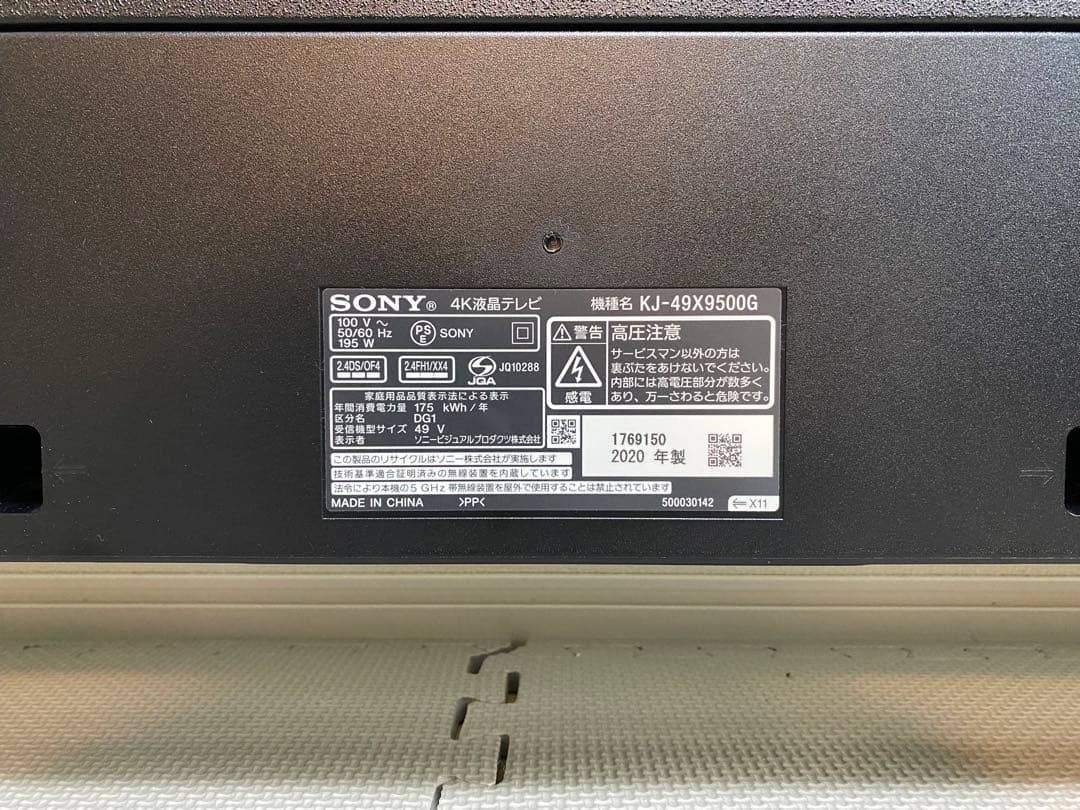 SONY® 4K液晶テレビ 機種名 KJ-49X9500G
100 V ～
50/60 Hz
195 W
PS
E
SONY
2.4DS/OF4
2.4FH1/XX4
JQA
JQ10288
家庭用品品質表示法による表示
年間消費電力量 175 kWh/年
区分名 DG1
受信機型サイズ 49 V
表示者 ソニービジュアルプロダクツ株式会社
この製品のリサイクルはソニー株式会社が実施します
技術基準適合証明済みの無線装置を内蔵しています
法令により本機の5 GHz 帯無線装置を屋外で使用することは禁止されています
MADE IN CHINA >PP<
警告 高圧注意
感電
サービスマン以外の方は
裏ぶたをあけないでください。
内部には高電圧部分が数多く
あり、万一さわると危険です。
1769150
2020 年製
500030142
X11